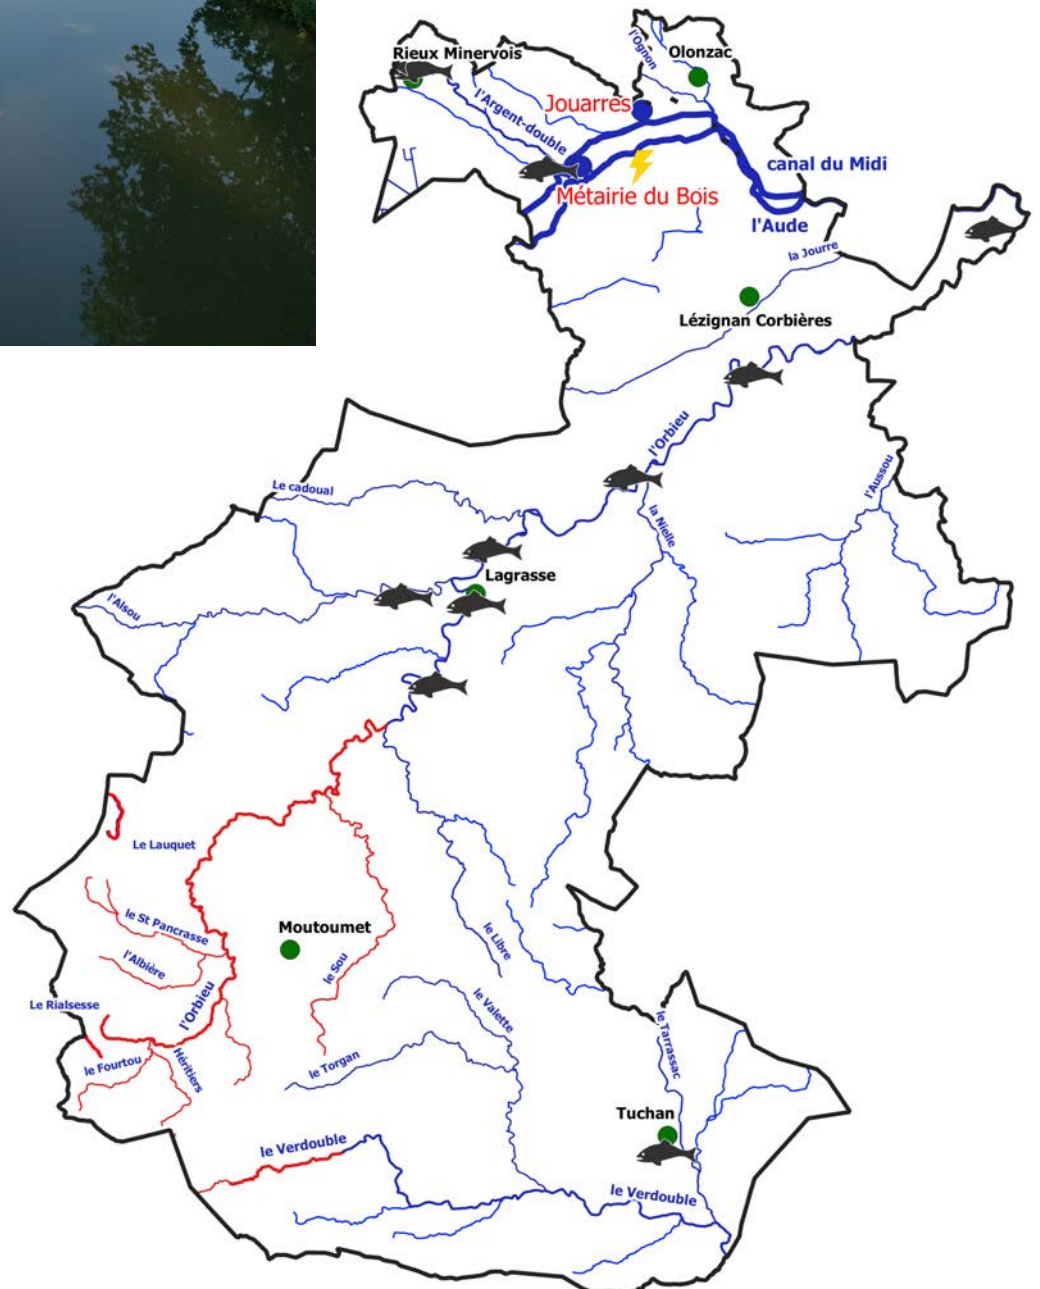 Rieux Minervois
l'Ognon
Olonzac
Jouarres
l'Argent-double
canal du Midi
Métairie du Bois
l'Aude
la Jourre
Lézignan Corbières
l'Orbieu
l'Aussou
Le cadoual
la Nielle
Lagrasse
l'Alsou
Le Lauquet
le St Pancrasse
Moutoumet
le Libre
l'Albière
le Sou
Le Rialsesse
l'Orbieu
le Valette
le Tarrassac
le Fourtou
Héritiers
le Torgan
Tuchan
le Verdouble
le Verdouble